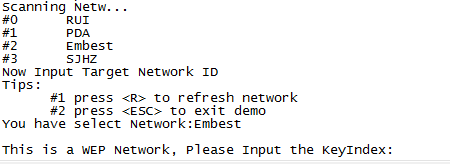 Scanning Netw...
#0 RUI
#1 PDA
#2 Embest
#3 SJHZ
Now Input Target Network ID
Tips:
#1 press <R> to refresh network
#2 press <ESC> to exit demo
You have select Network:Embest
This is a WEP Network, Please Input the KeyIndex: